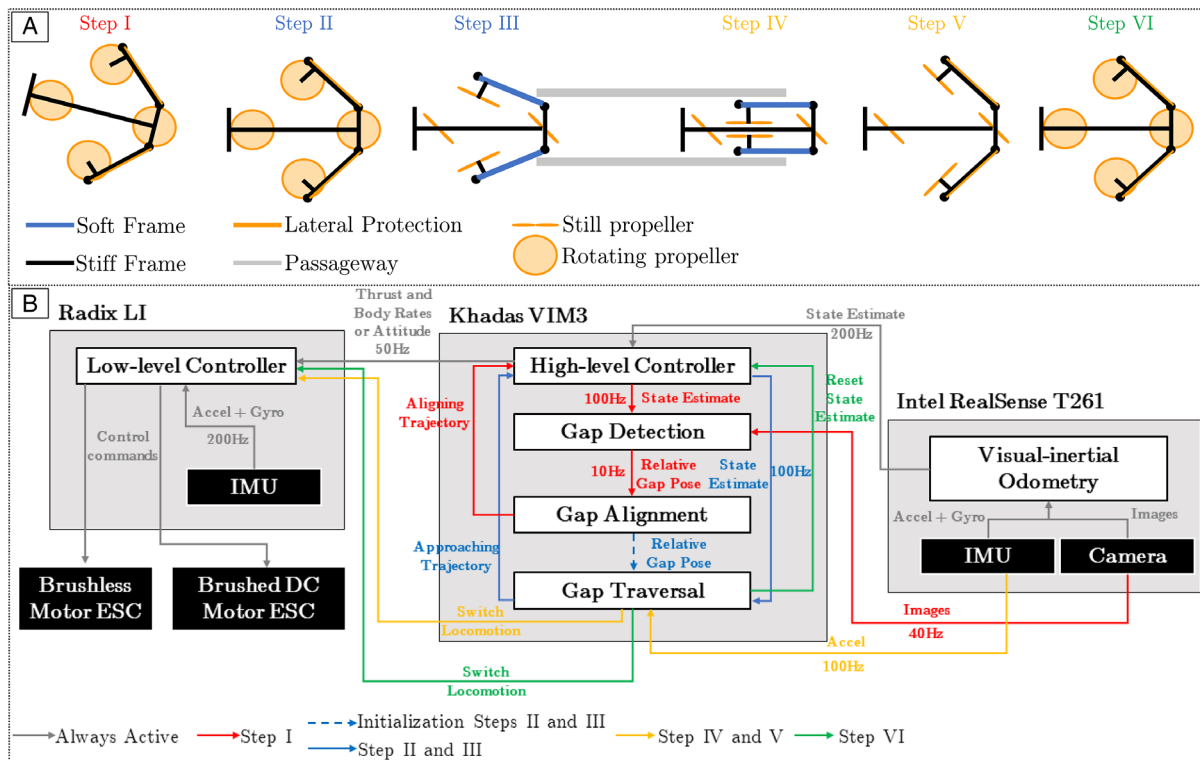 A
Step I
Step II
Step III
Step IV
Step V
Step VI
Soft Frame
Lateral Protection
Still propeller
Stiff Frame
Passageway
Rotating propeller
B
Radix LI
Thrust and
Body Rates
or Attitude
50Hz
Khadas VIM3
State Estimate
200Hz
Low-level Controller
High-level Controller
Accel + Gyro
200Hz
Control
commands
IMU
Aligning
Trajectory
100Hz
State Estimate
Reset
State
Estimate
Gap Detection
10Hz
Relative
Gap Pose
State
Estimate
100Hz
Gap Alignment
Approaching
Trajectory
Relative
Gap Pose
Gap Traversal
Intel RealSense T261
Visual-inertial
Odometry
Accel + Gyro
Images
IMU
Camera
Brushless
Motor ESC
Brushed DC
Motor ESC
Switch
Locomotion
Images
40Hz
Accel
100Hz
Switch
Locomotion
Always Active
Step I
Initialization Steps II and III
Step II and III
Step IV and V
Step VI